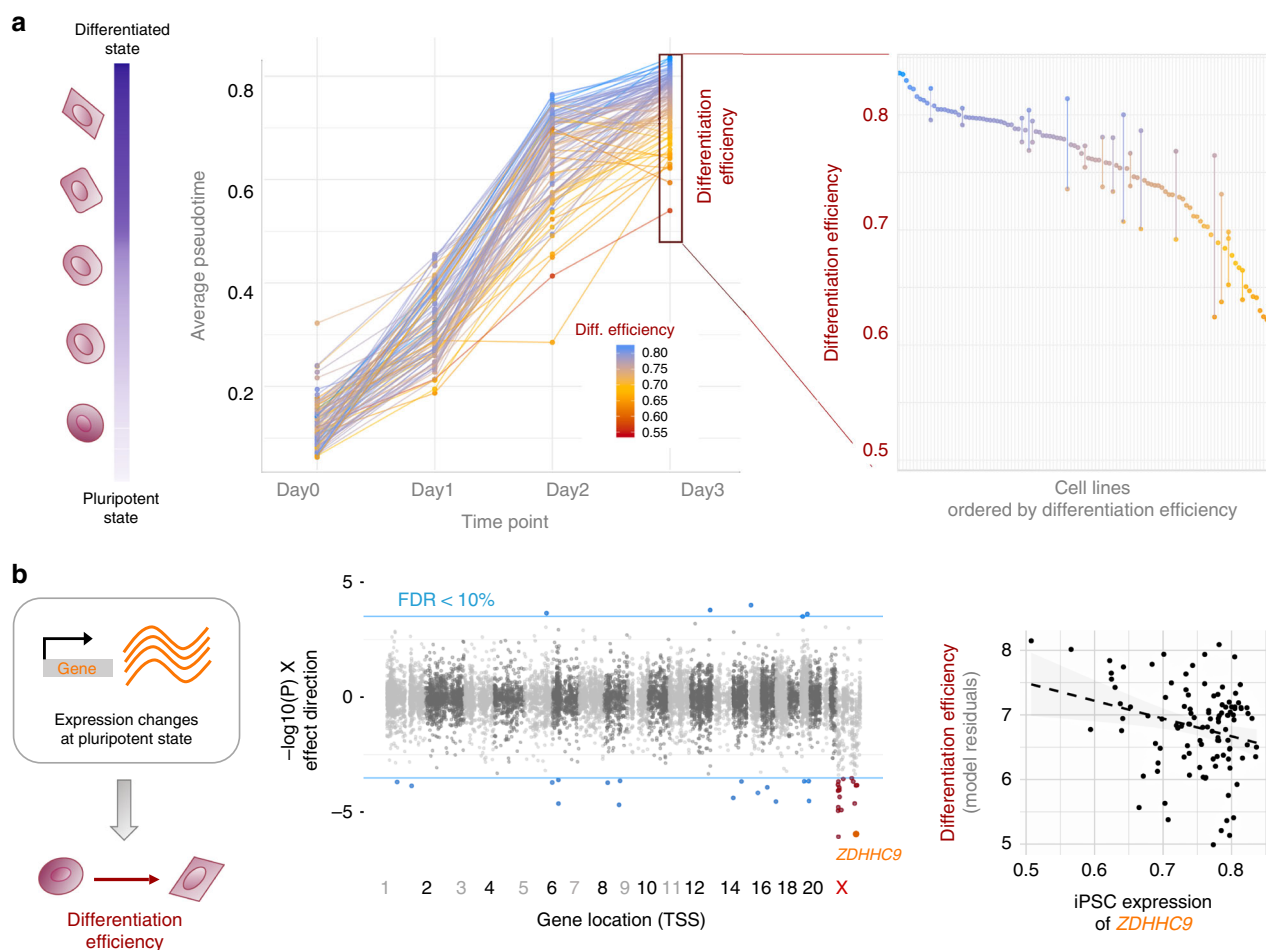 a
Differentiated
state
Pluripotent
state
Average pseudotime
0.8
0.6
0.4
0.2
Day0 Day1 Day2 Day3
Time point
Diff. efficiency
0.80
0.75
0.70
0.65
0.60
0.55
Differentiation
efficiency
Differentiation efficiency
0.8
0.7
0.6
0.5
Cell lines
ordered by differentiation efficiency
b
Gene
Expression changes
at pluripotent state
Differentiation
efficiency
−log10(P) X
effect direction
5
0
−5
FDR < 10%
ZDHHC9
1 2 3 4 5 6 7 8 9 10 11 12 14 16 18 20 X
Gene location (TSS)
Differentiation efficiency
(model residuals)
8
7
6
5
0.5 0.6 0.7 0.8
iPSC expression
of ZDHHC9